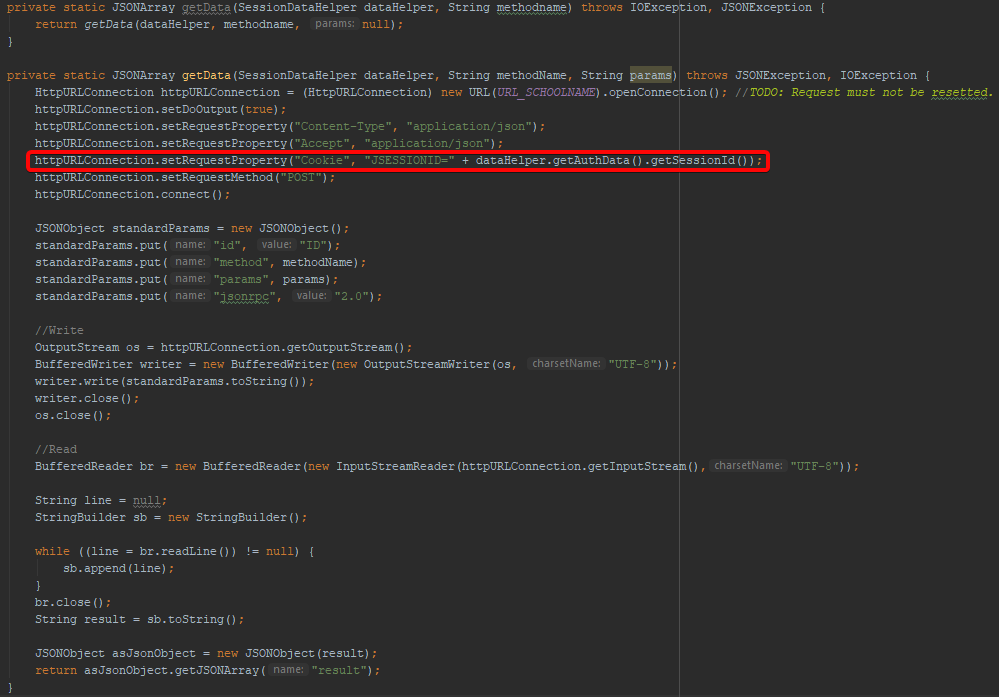 private static JSONArray getData(SessionDataHelper dataHelper, String methodname) throws IOException, JSONException {
return getData(dataHelper, methodname, params: null);
}
private static JSONArray getData(SessionDataHelper dataHelper, String methodName, String params) throws JSONException, IOException {
HttpURLConnection httpURLConnection = (HttpURLConnection) new URL(URL_SCHOOLNAME).openConnection(); //TODO: Request must not be resetted.
httpURLConnection.setDoOutput(true);
httpURLConnection.setRequestProperty("Content-Type", "application/json");
httpURLConnection.setRequestProperty("Accept", "application/json");
httpURLConnection.setRequestProperty("Cookie", "JSESSIONID=" + dataHelper.getAuthData().getSessionId());
httpURLConnection.setRequestMethod("POST");
httpURLConnection.connect();
JSONObject standardParams = new JSONObject();
standardParams.put( name: "id", value: "ID");
standardParams.put( name: "method", methodName);
standardParams.put( name: "params", params);
standardParams.put( name: "jsonrpc", value: "2.0");
//Write
OutputStream os = httpURLConnection.getOutputStream();
BufferedWriter writer = new BufferedWriter(new OutputStreamWriter(os, charsetName: "UTF-8"));
writer.write(standardParams.toString());
writer.close();
os.close();
//Read
BufferedReader br = new BufferedReader(new InputStreamReader(httpURLConnection.getInputStream(), charsetName: "UTF-8"));
String line = null;
StringBuilder sb = new StringBuilder();
while ((line = br.readLine()) != null) {
sb.append(line);
}
br.close();
String result = sb.toString();
JSONObject asJsonObject = new JSONObject(result);
return asJsonObject.getJSONArray( name: "result");
}